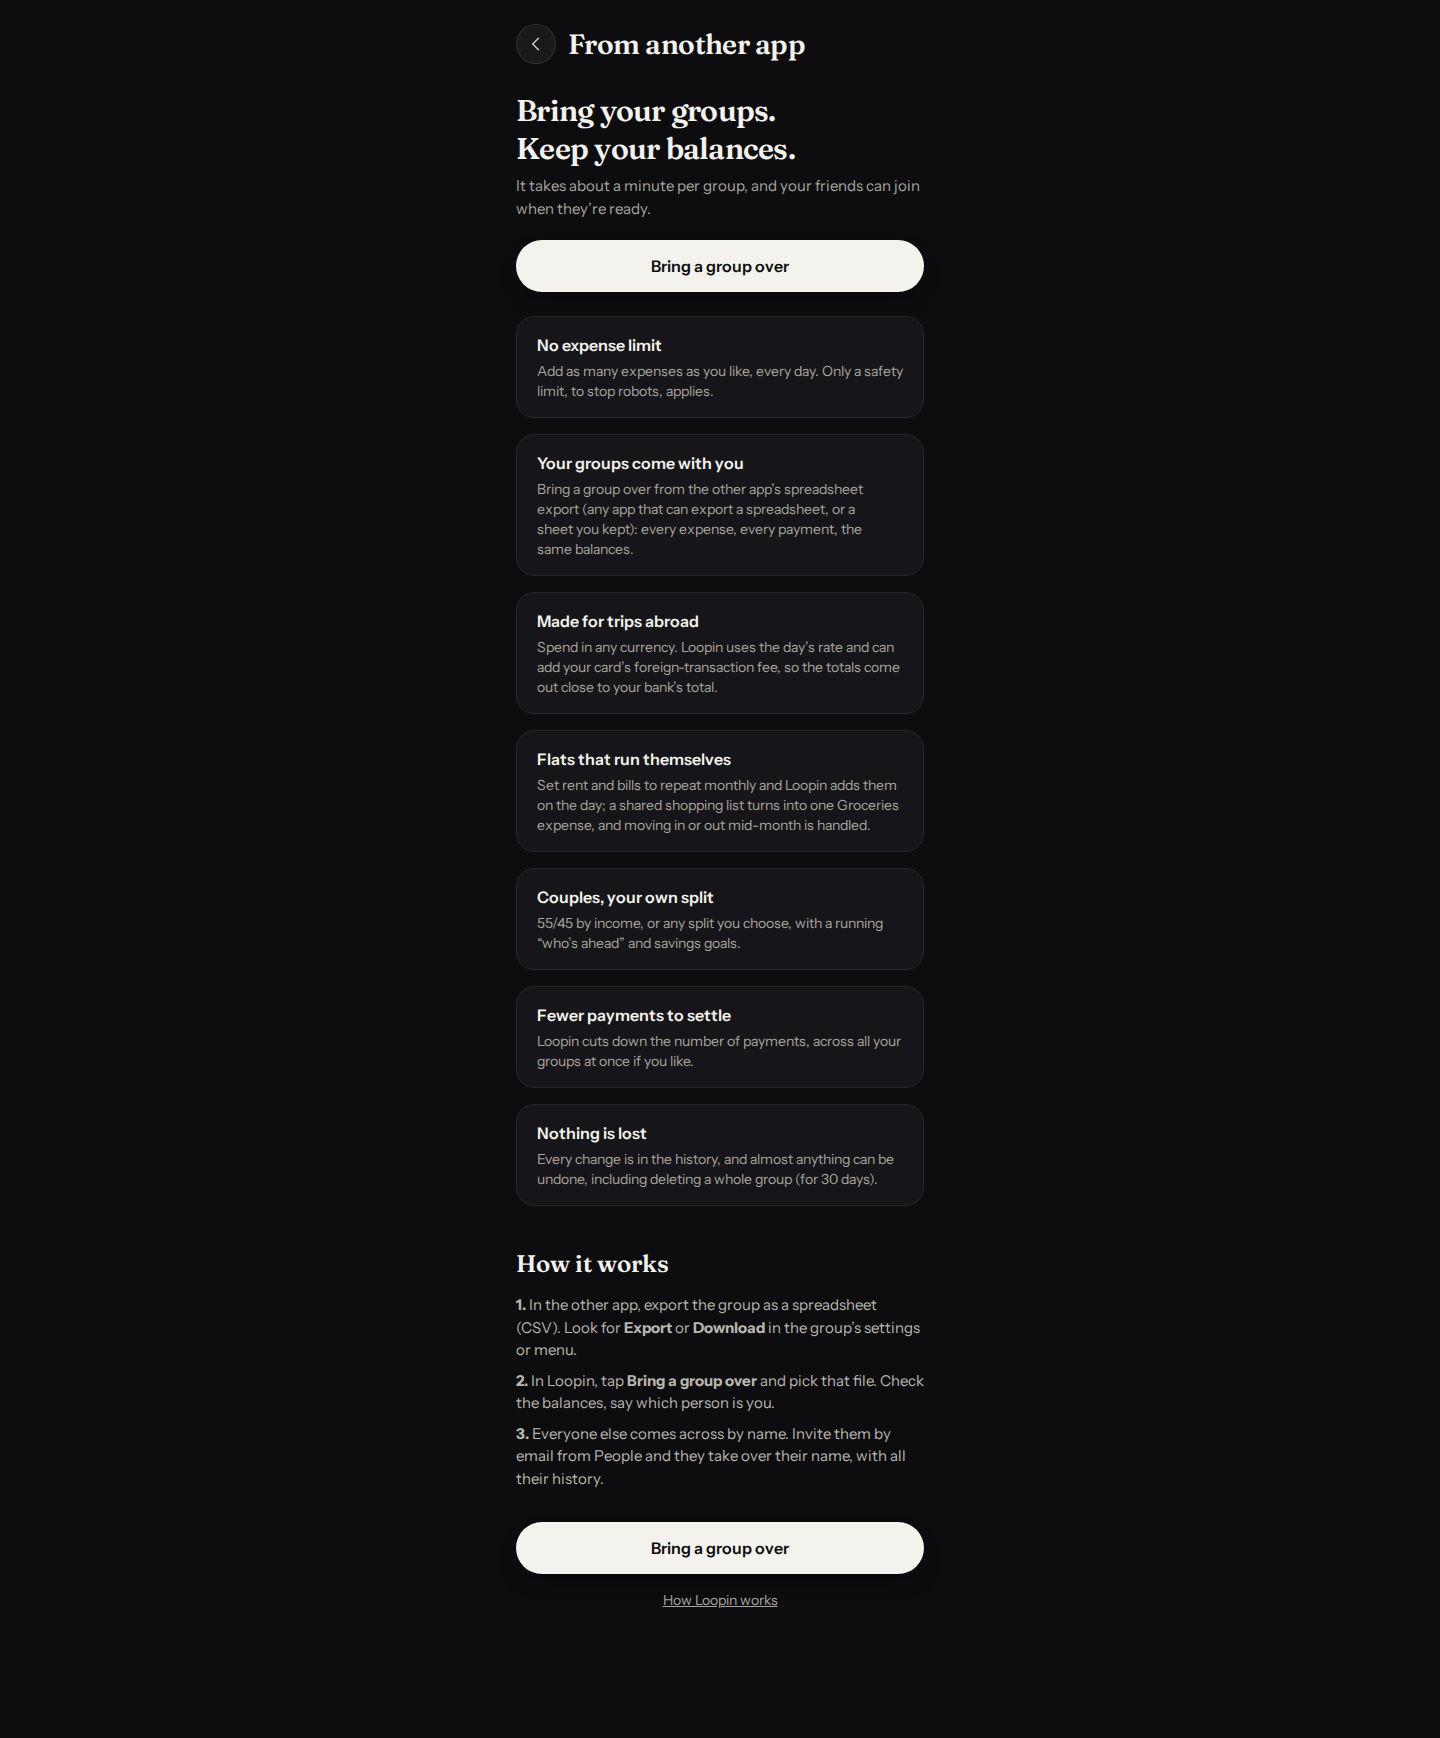 From another app
Bring your groups.
Keep your balances.
It takes about a minute per group, and your friends can join
when they’re ready.
Bring a group over
No expense limit
Add as many expenses as you like, every day. Only a safety
limit, to stop robots, applies.
Your groups come with you
Bring a group over from the other app’s spreadsheet
export (any app that can export a spreadsheet, or a
sheet you kept): every expense, every payment, the
same balances.
Made for trips abroad
Spend in any currency. Loopin uses the day’s rate and can
add your card’s foreign-transaction fee, so the totals come
out close to your bank’s total.
Flats that run themselves
Set rent and bills to repeat monthly and Loopin adds them
on the day; a shared shopping list turns into one Groceries
expense, and moving in or out mid-month is handled.
Couples, your own split
55/45 by income, or any split you choose, with a running
“who’s ahead” and savings goals.
Fewer payments to settle
Loopin cuts down the number of payments, across all your
groups at once if you like.
Nothing is lost
Every change is in the history, and almost anything can be
undone, including deleting a whole group (for 30 days).
How it works
1. In the other app, export the group as a spreadsheet
(CSV). Look for Export or Download in the group’s settings
or menu.
2. In Loopin, tap Bring a group over and pick that file. Check
the balances, say which person is you.
3. Everyone else comes across by name. Invite them by
email from People and they take over their name, with all
their history.
Bring a group over
How Loopin works